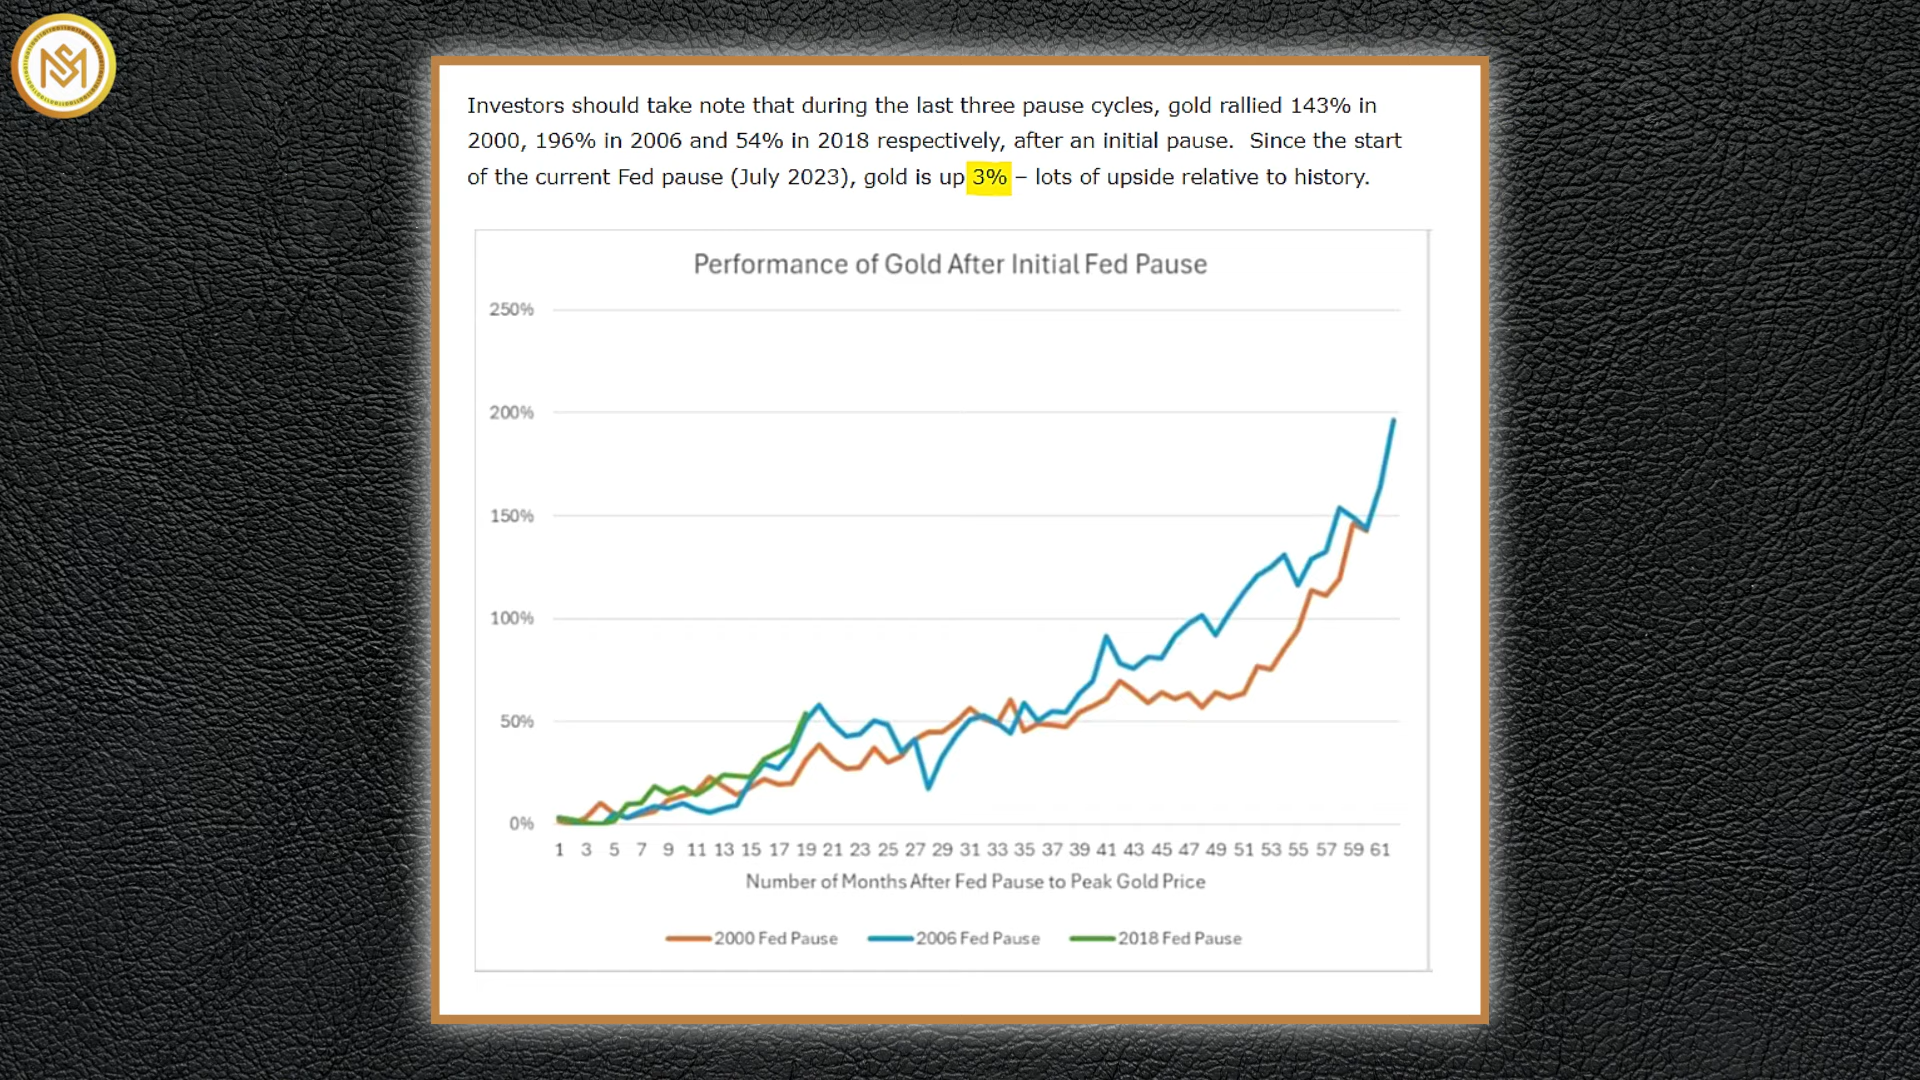 Investors should take note that during the last three pause cycles, gold rallied 143% in
2000, 196% in 2006 and 54% in 2018 respectively, after an initial pause. Since the start
of the current Fed pause (July 2023), gold is up 3% – lots of upside relative to history.
Performance of Gold After Initial Fed Pause
250%
200%
150%
100%
50%
0%
1 3 5 7 9 11 13 15 17 19 21 23 25 27 29 31 33 35 37 39 41 43 45 47 49 51 53 55 57 59 61
Number of Months After Fed Pause to Peak Gold Price
2000 Fed Pause 2006 Fed Pause 2018 Fed Pause